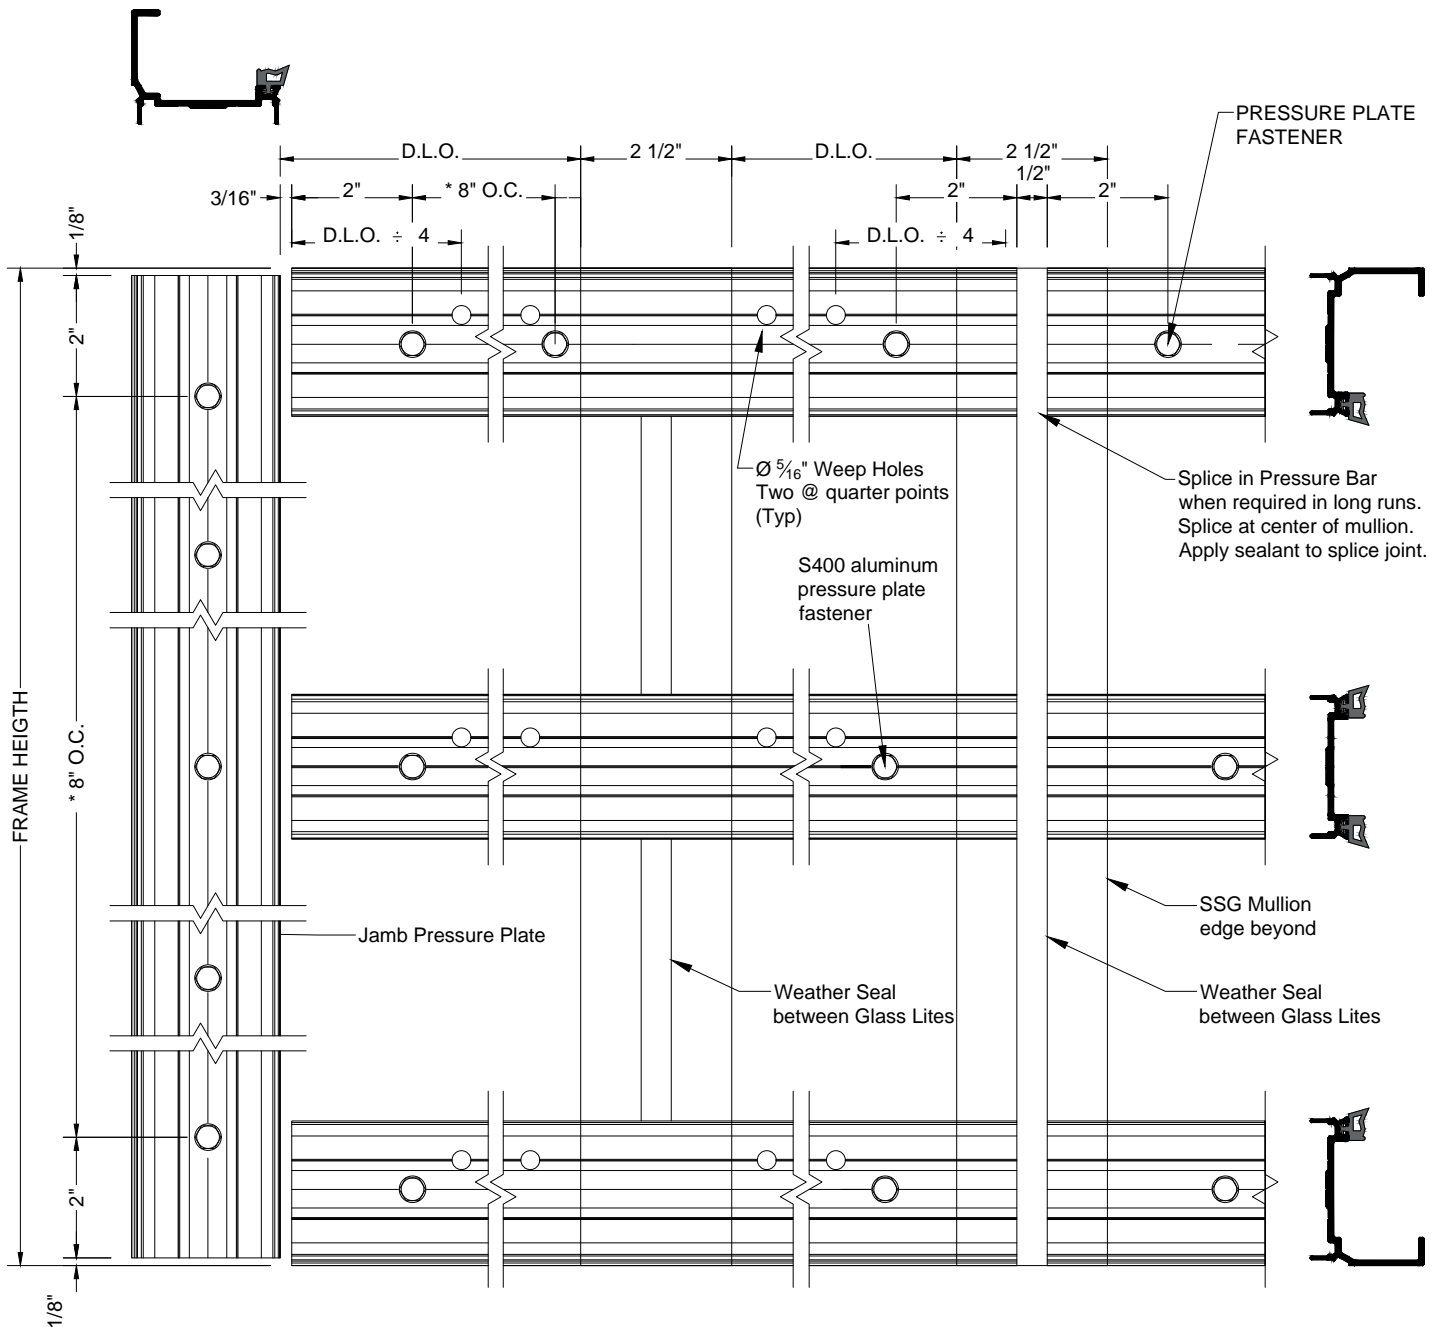 PRESSURE PLATE
FASTENER
D.L.O.
2 1/2"
D.L.O.
2 1/2"
1/2"
3/16"
2"
* 8" O.C.
2"
2"
1/8"
D.L.O. ÷ 4
D.L.O. ÷ 4
2"
Ø 5⁄16" Weep Holes
Two @ quarter points
(Typ)
Splice in Pressure Bar
when required in long runs.
Splice at center of mullion.
Apply sealant to splice joint.
S400 aluminum
pressure plate
fastener
FRAME HEIGTH
* 8" O.C.
SSG Mullion
edge beyond
Jamb Pressure Plate
Weather Seal
between Glass Lites
Weather Seal
between Glass Lites
2"
1/8"